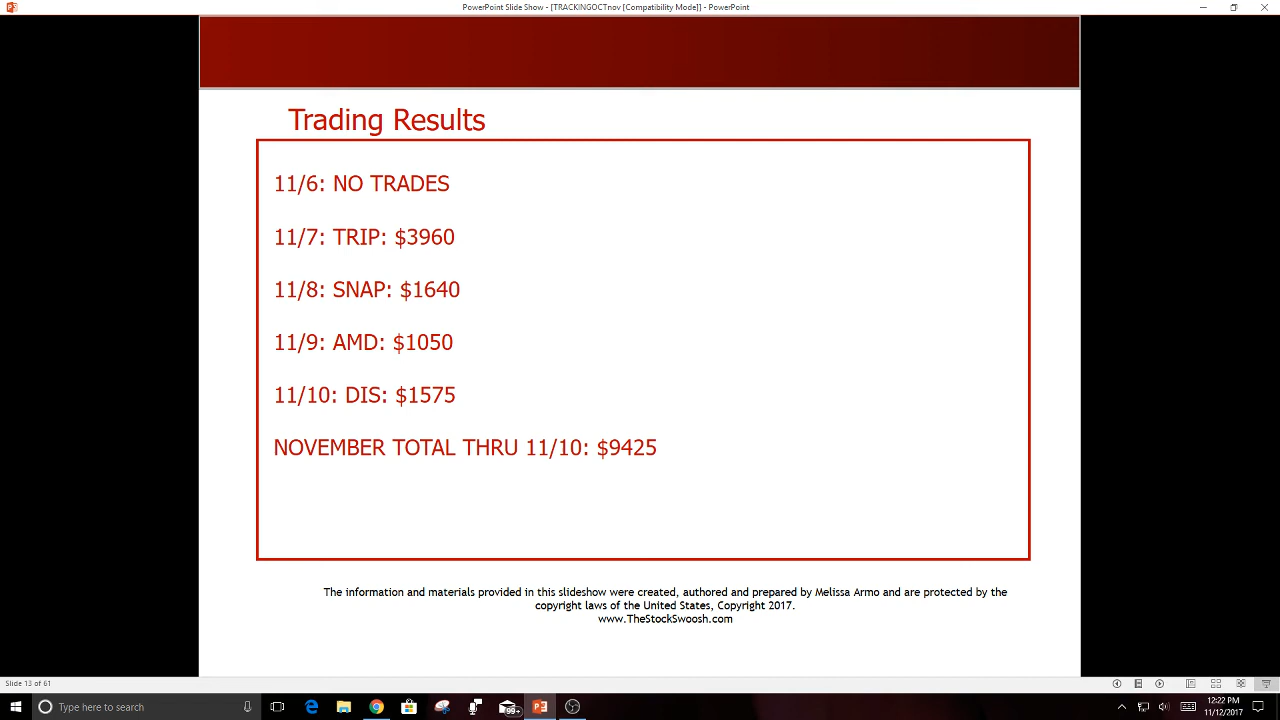 PowerPoint Slide Show - [TRACKINGOCTnov [Compatibility Mode]] - PowerPoint
Trading Results
11/6: NO TRADES
11/7: TRIP: $3960
11/8: SNAP: $1640
11/9: AMD: $1050
11/10: DIS: $1575
NOVEMBER TOTAL THRU 11/10: $9425
The information and materials provided in this slideshow were created, authored and prepared by Melissa Armo and are protected by the
copyright laws of the United States, Copyright 2017.
www.TheStockSwoosh.com
Slide 13 of 61
Type here to search
99+
12:22 PM
11/12/2017